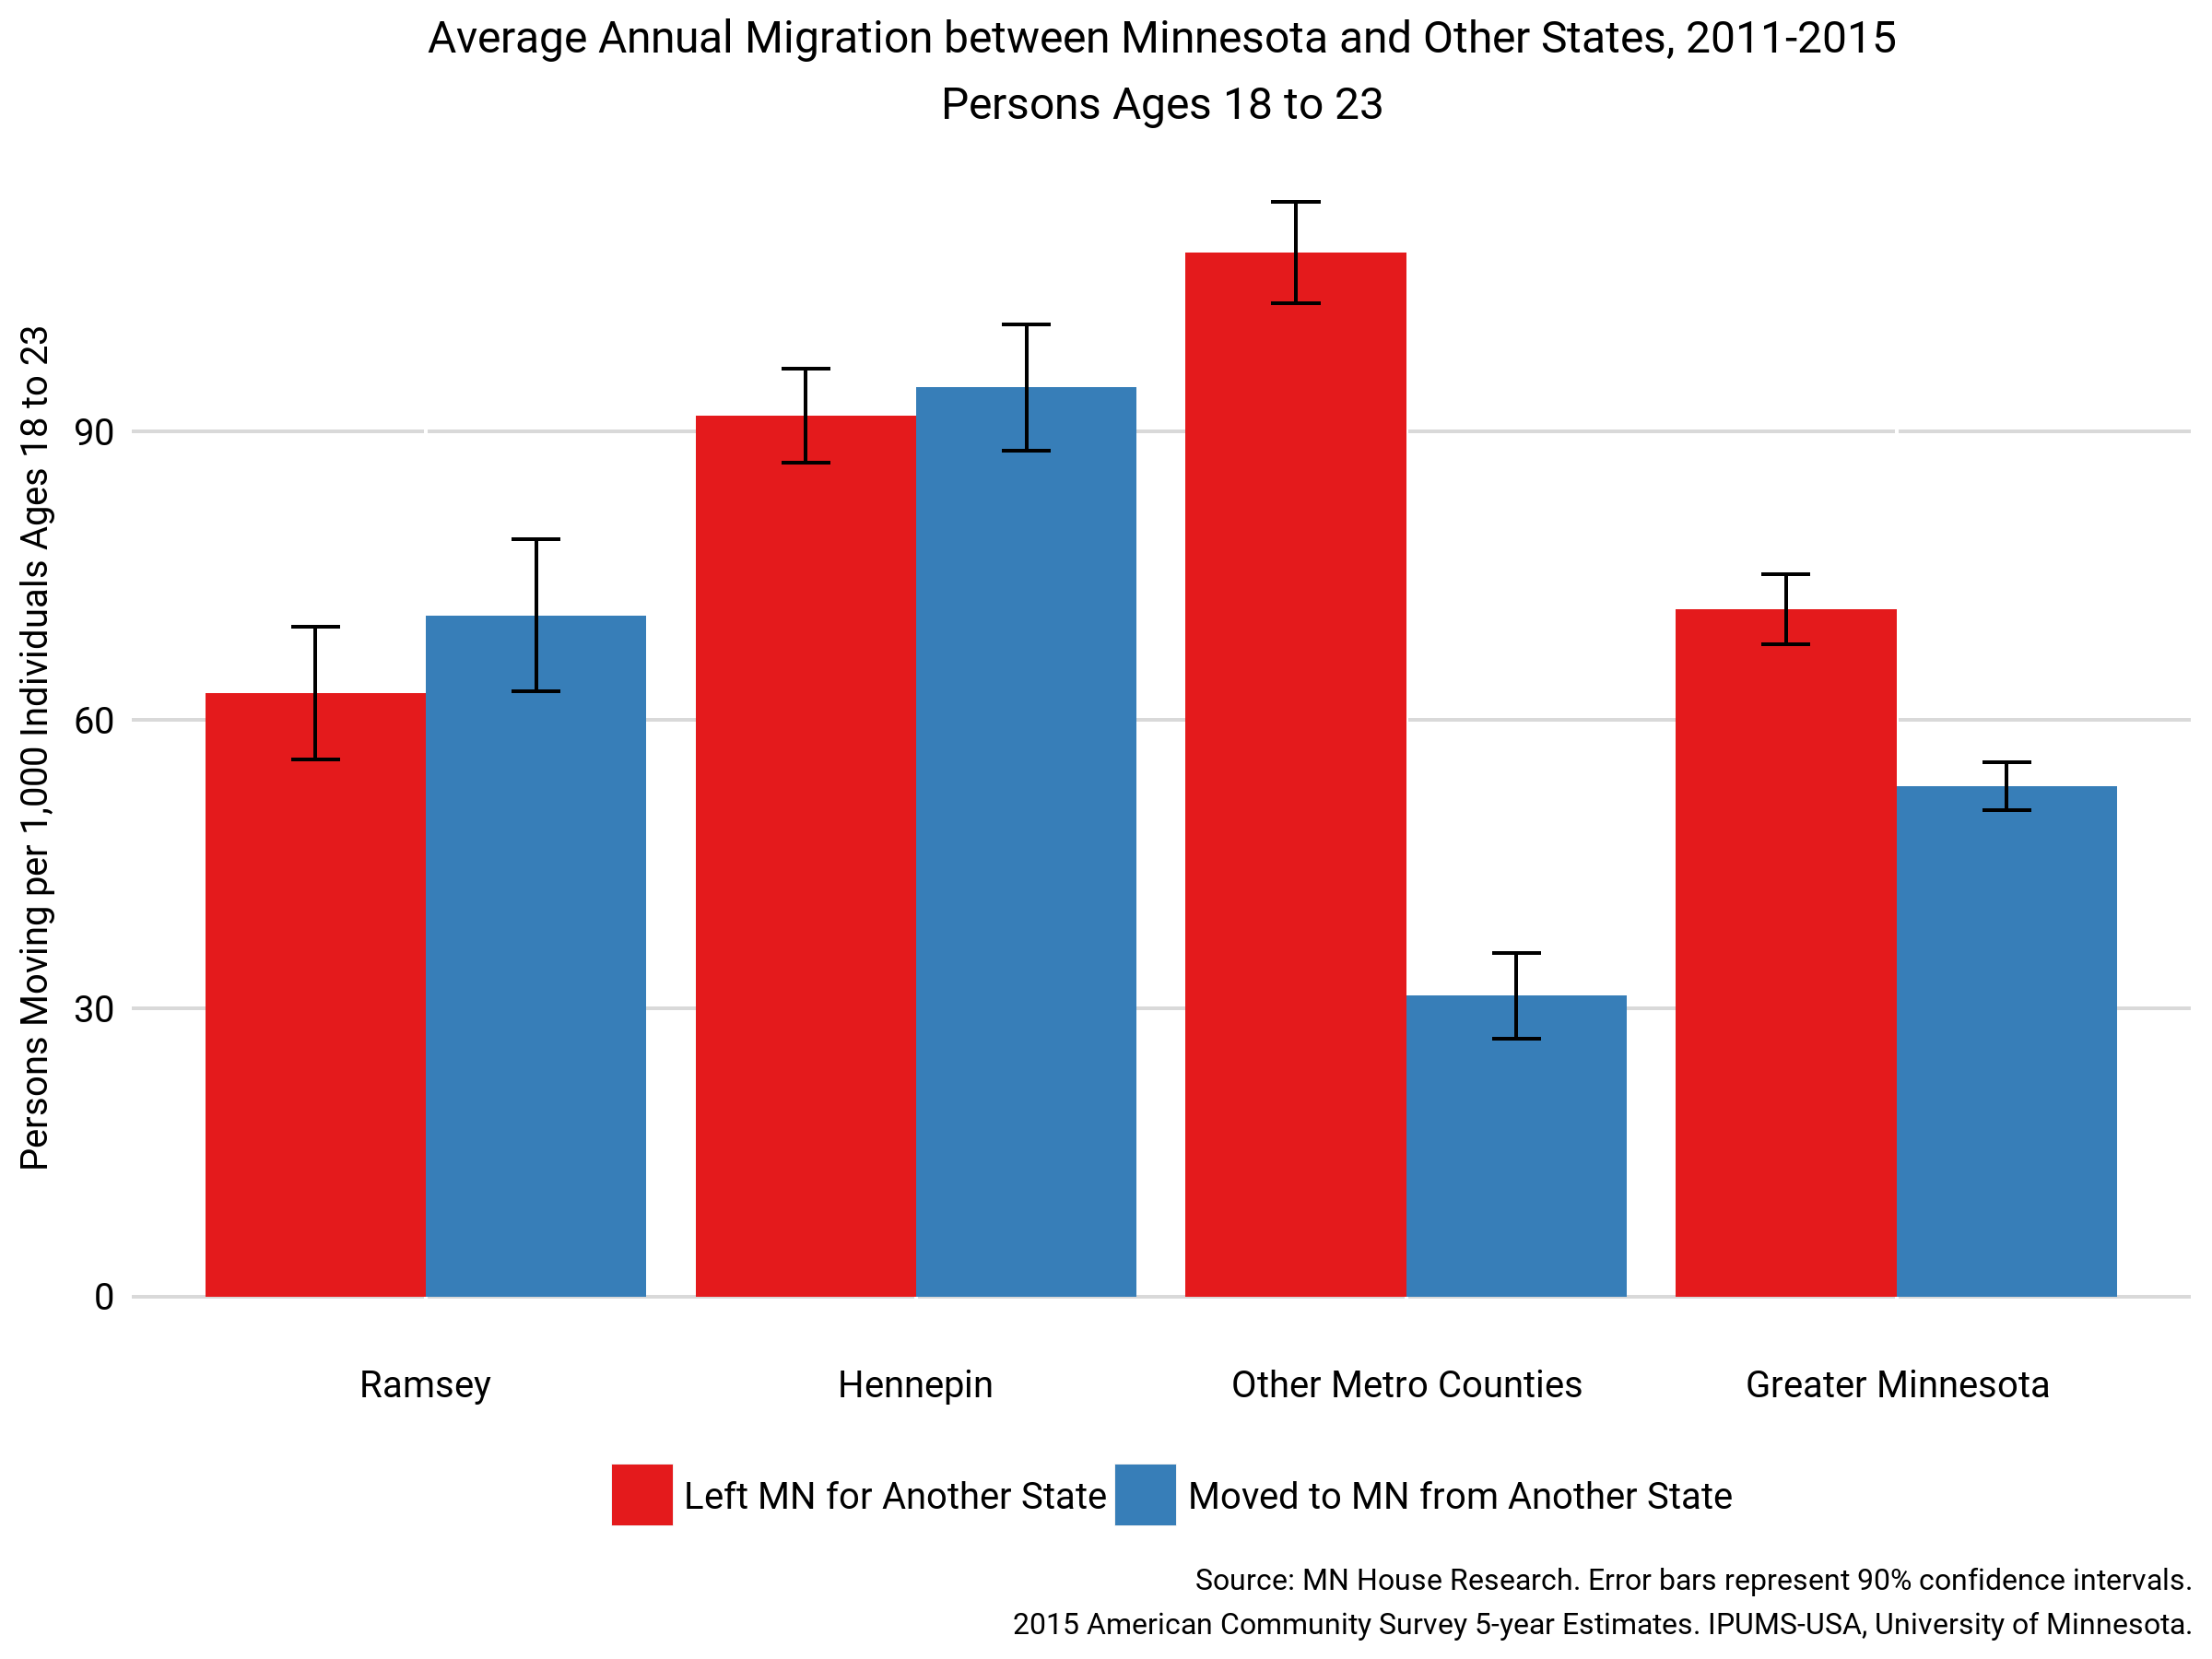 Average Annual Migration between Minnesota and Other States, 2011-2015
Persons Ages 18 to 23
Persons Moving per 1,000 Individuals Ages 18 to 23
90
60
30
0
Ramsey
Hennepin
Other Metro Counties
Greater Minnesota
Left MN for Another State
Moved to MN from Another State
Source: MN House Research. Error bars represent 90% confidence intervals.
2015 American Community Survey 5-year Estimates. IPUMS-USA, University of Minnesota.